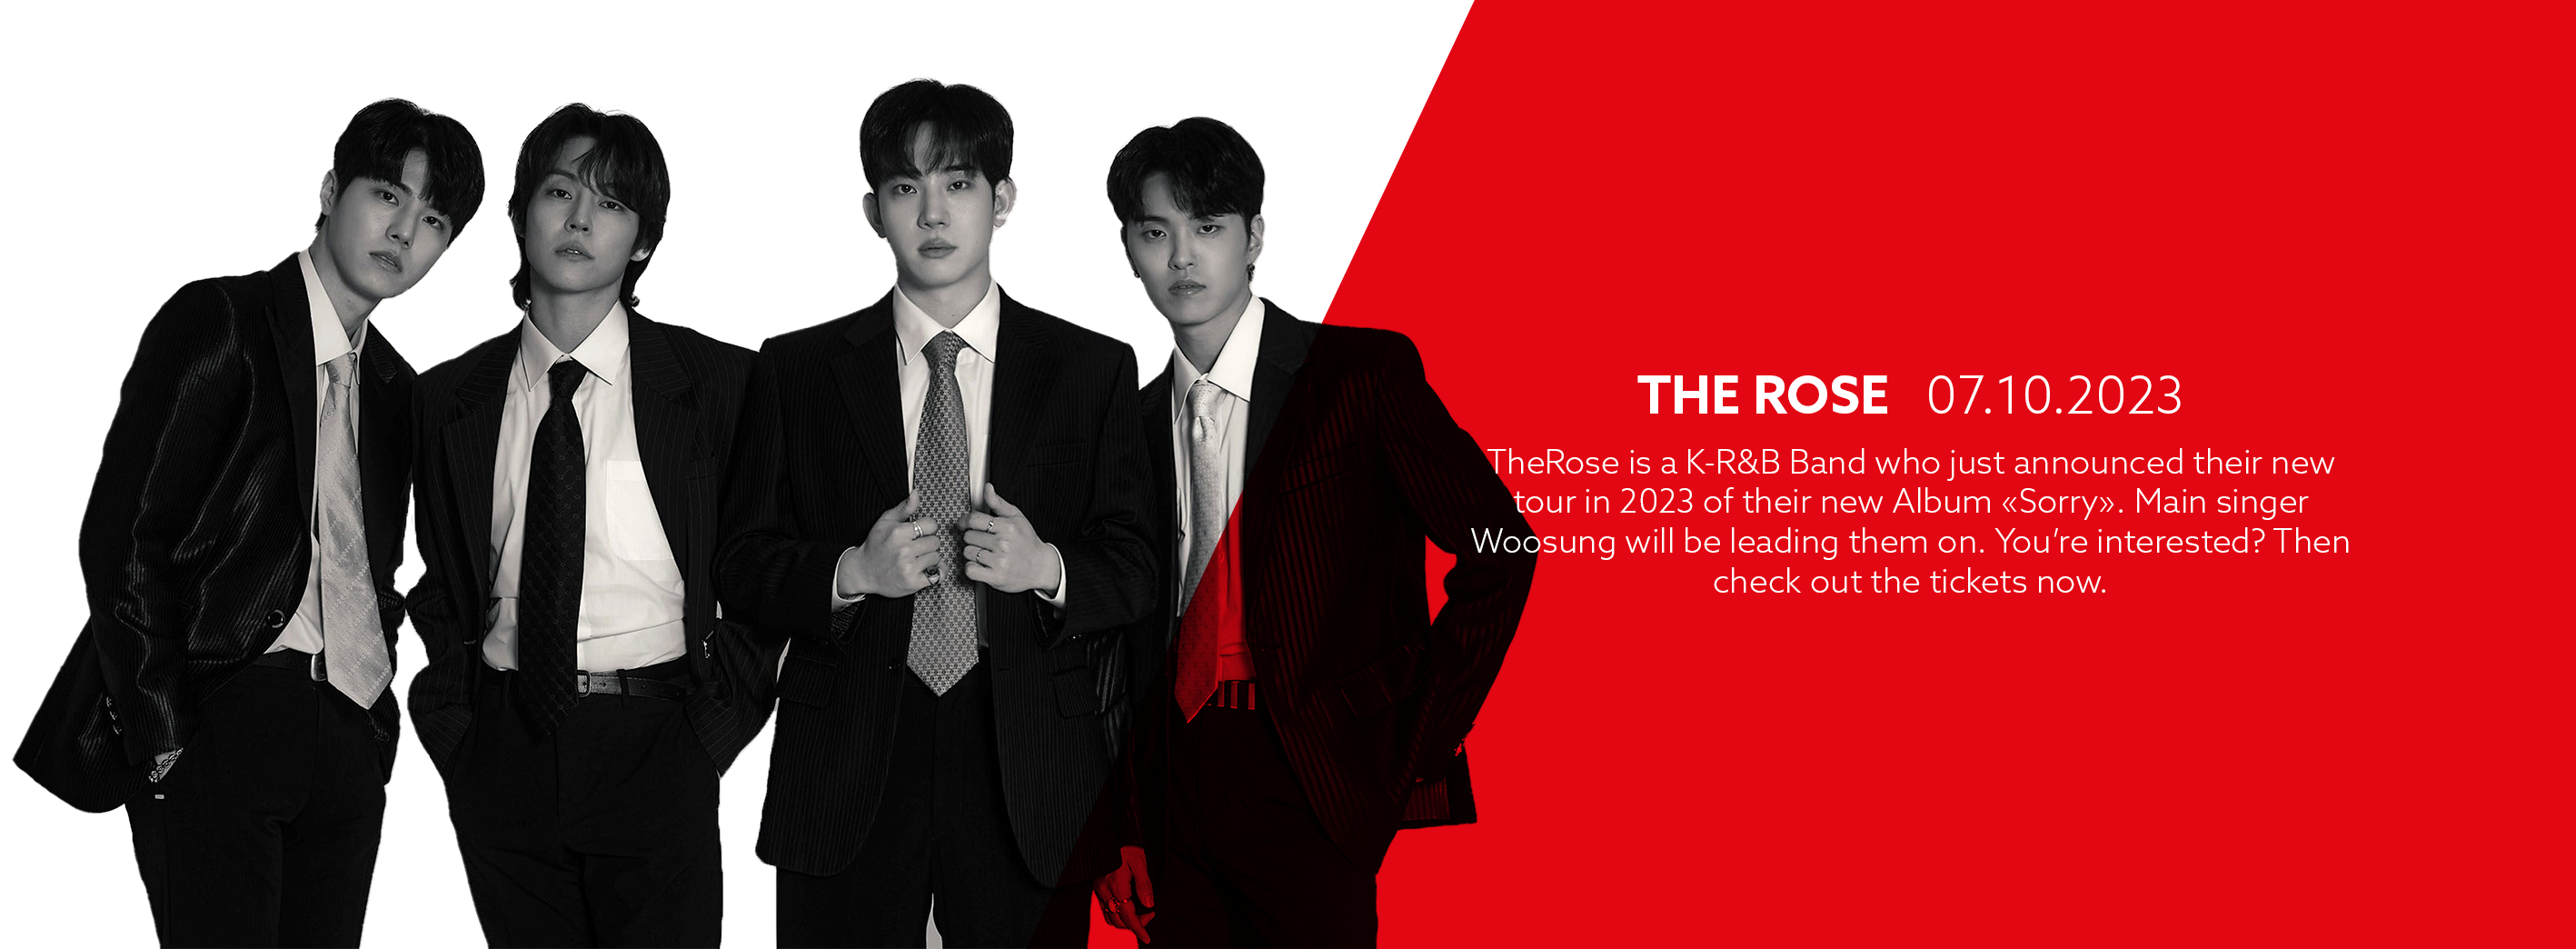 THE ROSE 07.10.2023
TheRose is a K-R&B Band who just announced their new
tour in 2023 of their new Album «Sorry». Main singer
Woosung will be leading them on. You’re interested? Then
check out the tickets now.